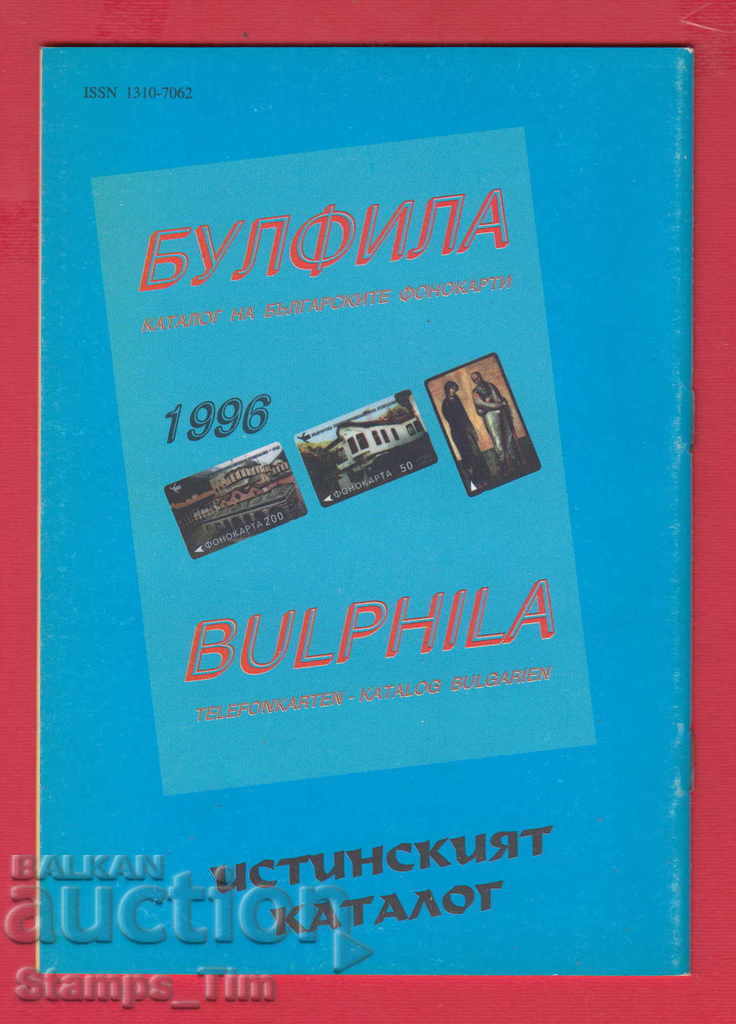 ISSN 1310-7062
БУЛФИЛА
КАТАЛОГ НА БЪЛГАРСКИТЕ ФОНОКАРТИ
1996
ФОНОКАРТА 200
ФОНОКАРТА 50
BULPHILA
TELEFONKARTEN - KATALOG BULGARIEN
ИСТИНСКИЯТ
КАТАЛОГ
BALKAN
auction
Stamps_Tim